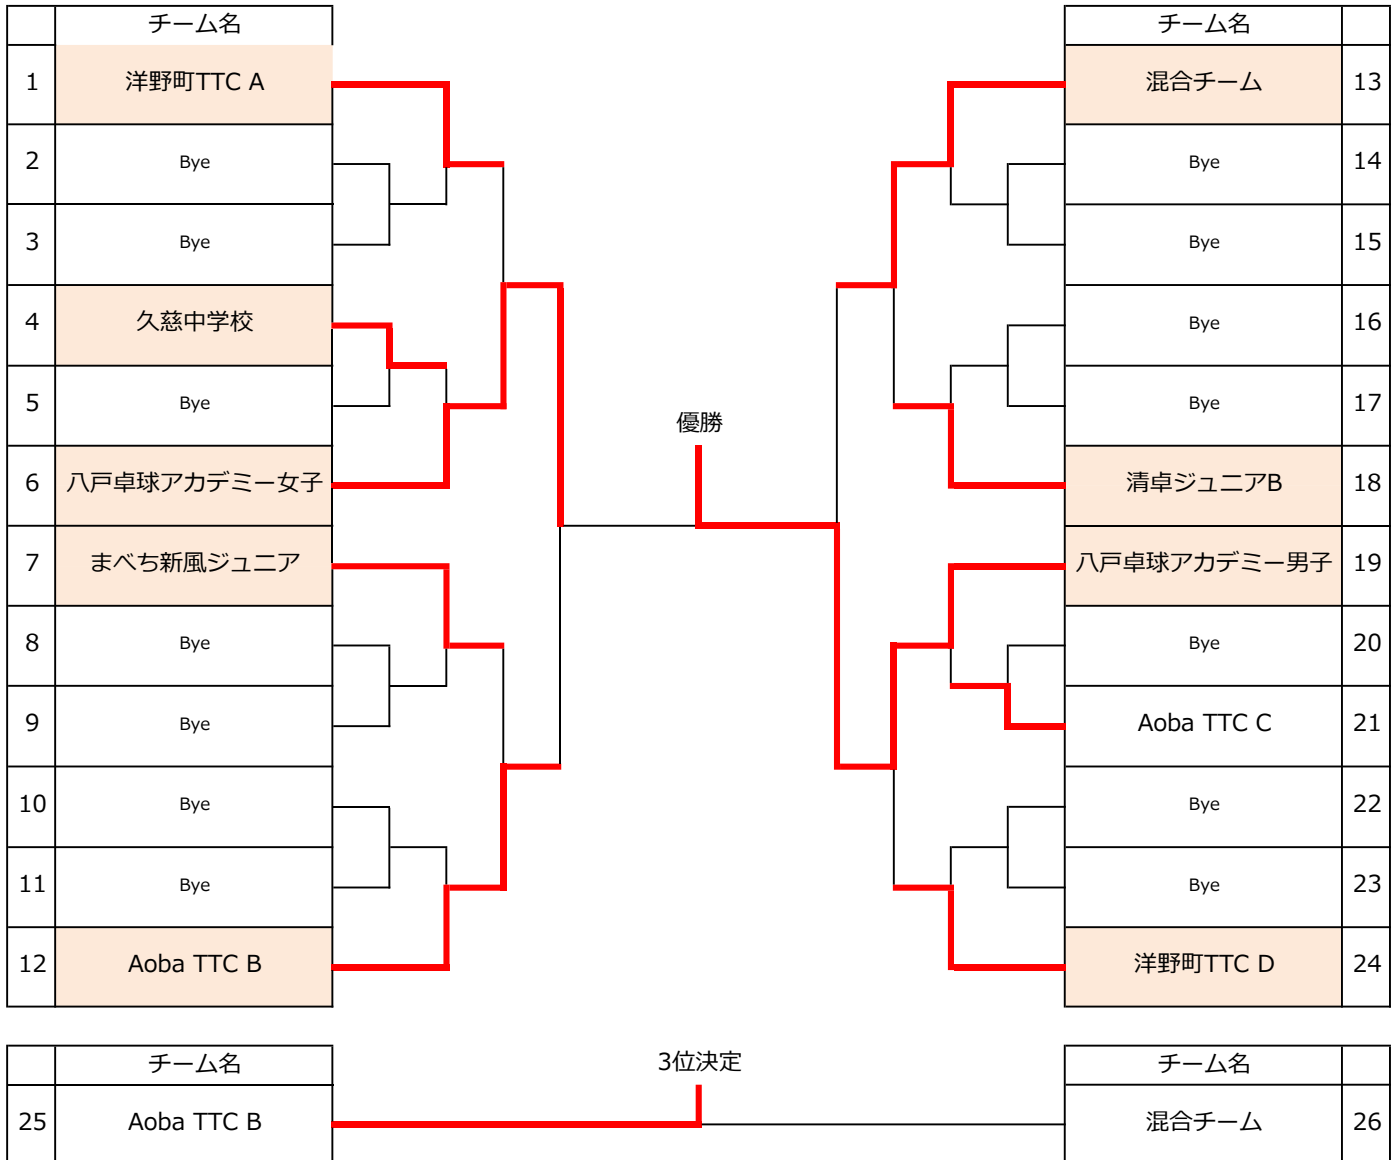 チーム名
1 洋野町TTC A
2 Bye
3 Bye
4 久慈中学校
5 Bye
6 八戸卓球アカデミー女子
7 まべち新風ジュニア
8 Bye
9 Bye
10 Bye
11 Bye
12 Aoba TTC B
優勝
チーム名
混合チーム 13
Bye 14
Bye 15
Bye 16
Bye 17
清卓ジュニアB 18
八戸卓球アカデミー男子 19
Bye 20
Aoba TTC C 21
Bye 22
Bye 23
洋野町TTC D 24
チーム名
25 Aoba TTC B
3位決定
チーム名
混合チーム 26